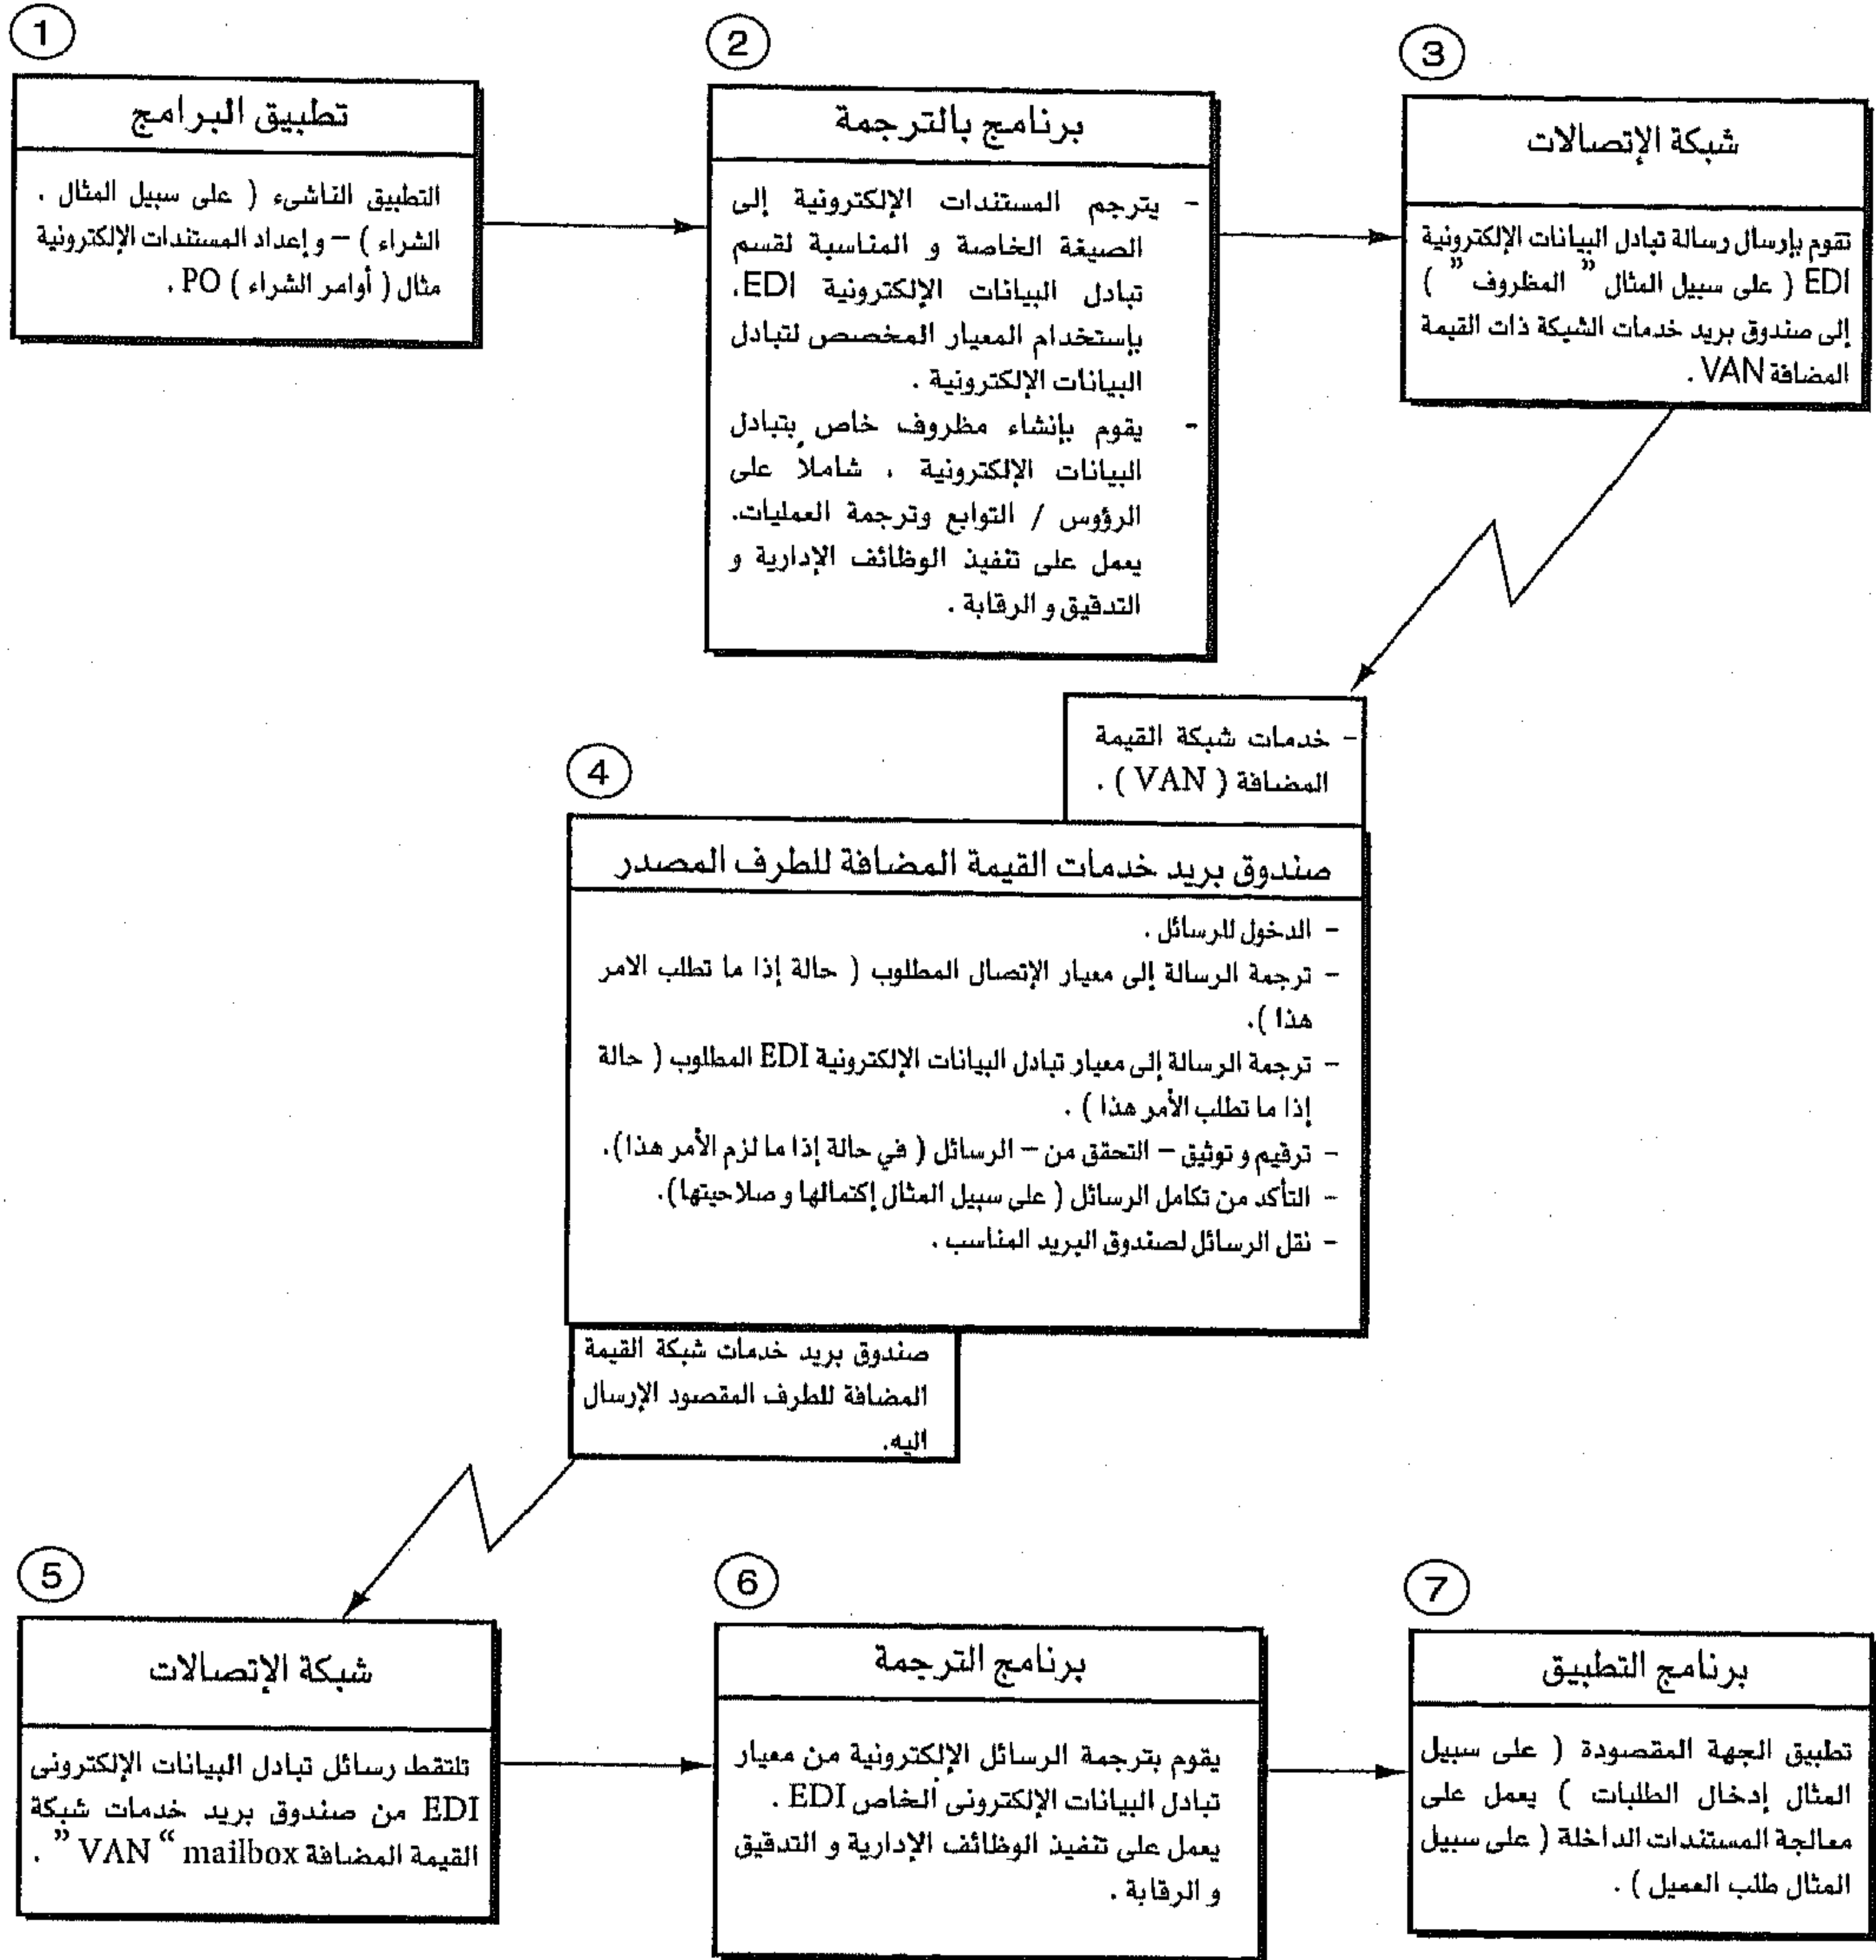 1
تطبيق البرامج
التطبيق الناشىء ( على سبيل المثال ،
الشراء ) – و إعداد المستندات الإلكترونية
مثال ( أوامر الشراء ) PO .
2
برنامج بالترجمة
- يترجم المستندات الإلكترونية إلى
الصيغة الخاصة و المناسبة لقسم
تبادل البيانات الإلكترونية EDI،
بإستخدام المعيار المخصص لتبادل
البيانات الإلكترونية .
- يقوم بإنشاء مظروف خاص بتبادل
البيانات الإلكترونية ، شاملاً على
الرؤوس / التوابع وترجمة العمليات.
يعمل على تنفيذ الوظائف الإدارية و
التدقيق و الرقابة .
3
شبكة الإتصالات
تقوم بإرسال رسالة تبادل البيانات الإلكترونية
EDI ( على سبيل المثال ” المظروف ” )
إلى صندوق بريد خدمات الشبكة ذات القيمة
المضافة VAN .
- خدمات شبكة القيمة
المضافة ( VAN ) .
4
صندوق بريد خدمات القيمة المضافة للطرف المصدر
- الدخول للرسائل .
- ترجمة الرسالة إلى معيار الإتصال المطلوب ( حالة إذا ما تطلب الامر
هذا ).
- ترجمة الرسالة إلى معيار تبادل البيانات الإلكترونية EDI المطلوب ( حالة
إذا ما تطلب الأمر هذا ) .
- ترقيم و توثيق – التحقق من – الرسائل ( في حالة إذا ما لزم الأمر هذا).
- التأكد من تكامل الرسائل ( على سبيل المثال إكتمالها و صلاحيتها).
- نقل الرسائل لصندوق البريد المناسب .
صندوق بريد خدمات شبكة القيمة
المضافة للطرف المقصود الإرسال
اليه.
5
شبكة الإتصالات
تلتقط رسائل تبادل البيانات الإلكترونى
EDI من صندوق بريد خدمات شبكة
القيمة المضافة VAN “ mailbox ” .
6
برنامج الترجمة
يقوم بترجمة الرسائل الإلكترونية من معيار
تبادل البيانات الإلكترونى الخاص EDI .
يعمل على تنفيذ الوظائف الإدارية و التدقيق
و الرقابة .
7
برنامج التطبيق
تطبيق الجهة المقصودة ( على سبيل
المثال إدخال الطلبات ) يعمل على
معالجة المستندات الداخلة ( على سبيل
المثال طلب العميل ) .